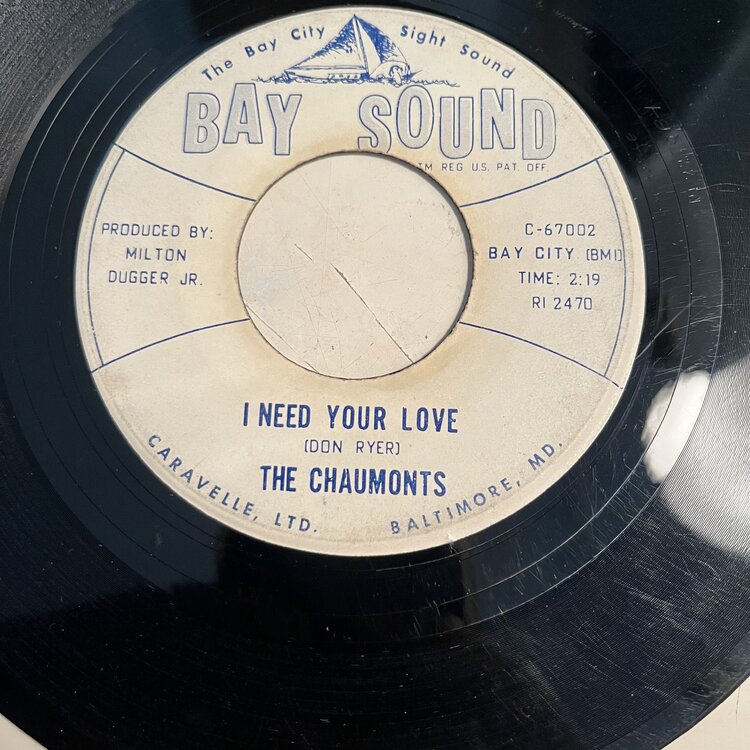 The Bay City Sight Sound
BAY SOUND
TM REG U.S. PAT. OFF.
PRODUCED BY:
MILTON
DUGGER JR.
C-67002
BAY CITY (BMI)
TIME: 2:19
RI 2470
I NEED YOUR LOVE
(DON RYER)
THE CHAUMONTS
CARAVELLE, LTD. BALTIMORE, MD.